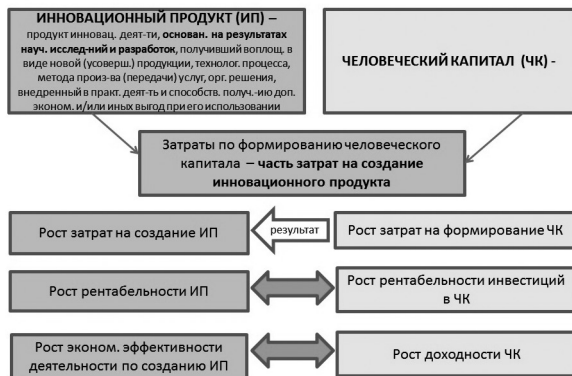 ИННОВАЦИОННЫЙ ПРОДУКТ (ИП) –
продукт инновац. деят-ти, основан. на результатах
науч. исслед-ний и разработок, получивший воплощ. в
виде новой (усоверш.) продукции, технолог. процесса,
метода произ-ва (передачи) услуг, орг. решения,
внедренный в практ. деят-ть и способств. получ.-ию доп.
эконом. и/или иных выгод при его использовании
ЧЕЛОВЕЧЕСКИЙ КАПИТАЛ (ЧК) -
Затраты по формированию человеческого
капитала – часть затрат на создание
инновационного продукта
Рост затрат на создание ИП
результат
Рост затрат на формирование ЧК
Рост рентабельности ИП
Рост рентабельности инвестиций
в ЧК
Рост эконом. эффективности
деятельности по созданию ИП
Рост доходности ЧК